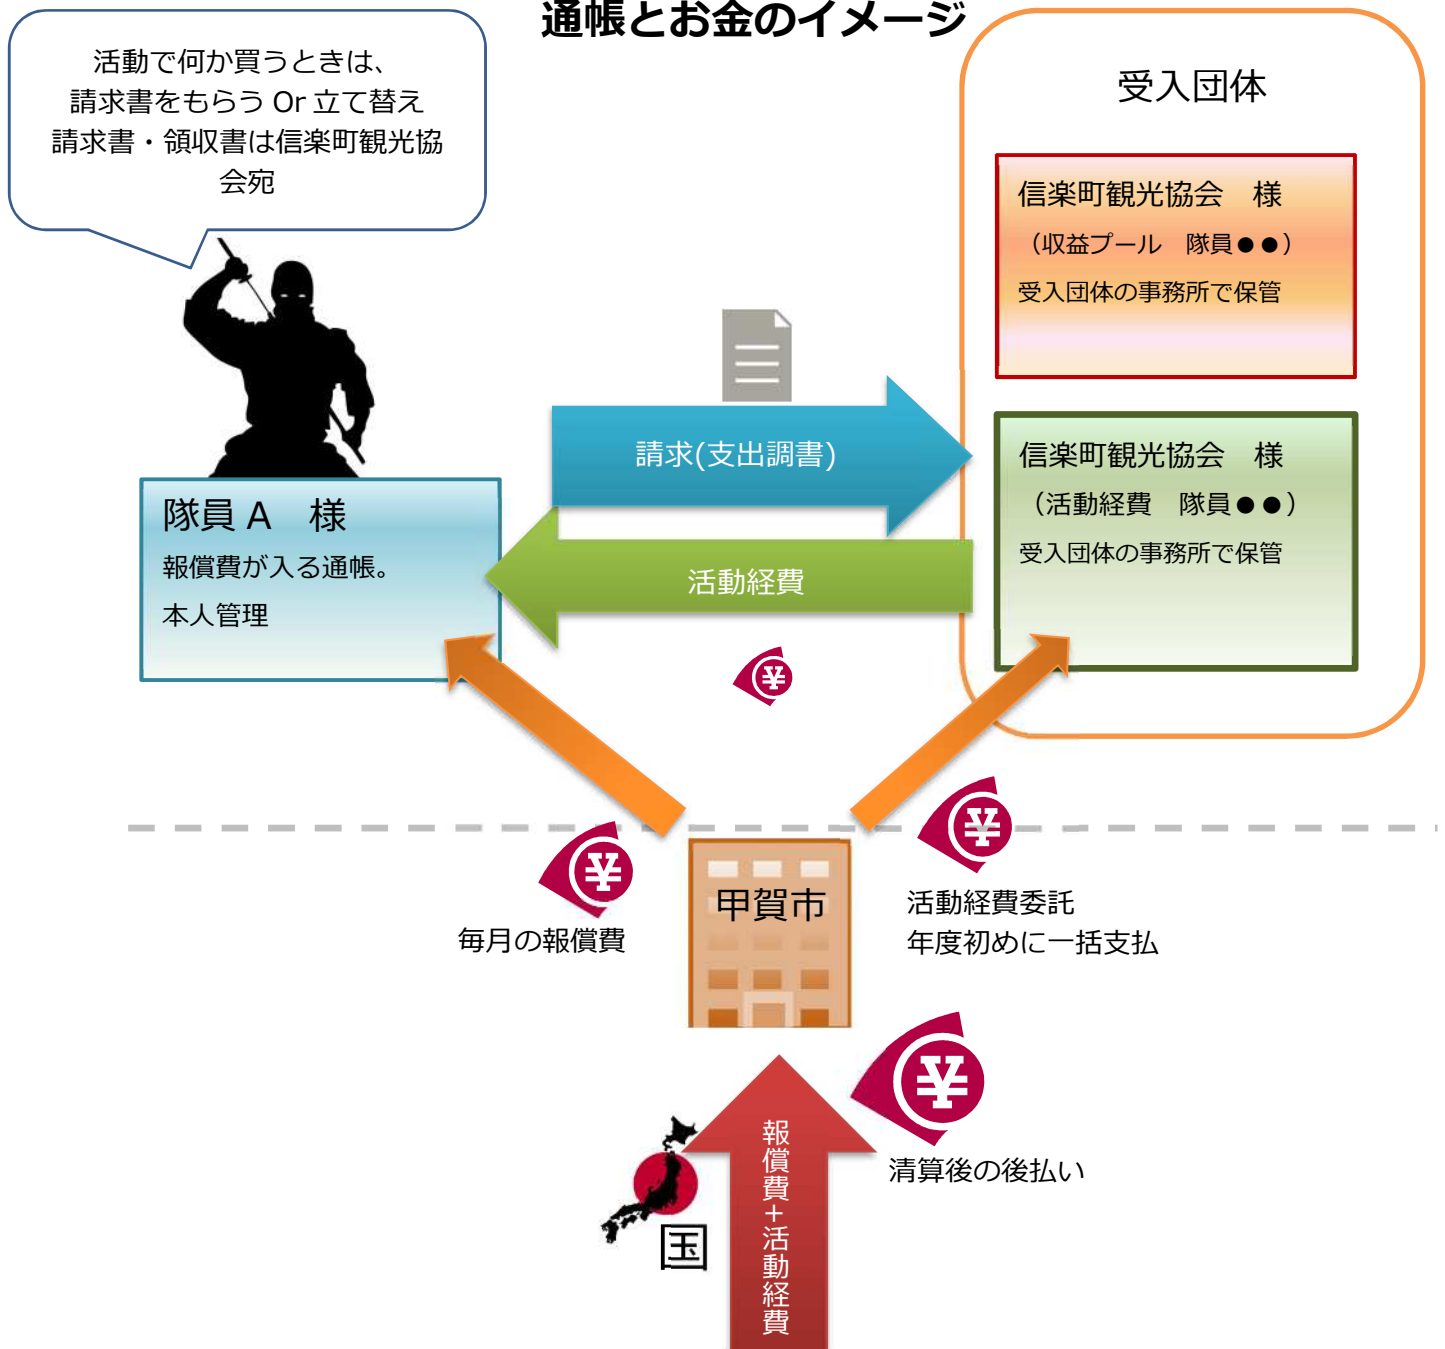 通帳とお金のイメージ
活動で何か買うときは、
請求書をもらう Or 立て替え
請求書・領収書は信楽町観光協
会宛
受入団体
信楽町観光協会　様
（収益プール　隊員●●）
受入団体の事務所で保管
請求(支出調書)
信楽町観光協会　様
（活動経費　隊員●●）
受入団体の事務所で保管
隊員 A　様
報償費が入る通帳。
本人管理
活動経費
毎月の報償費
甲賀市
活動経費委託
年度初めに一括支払
清算後の後払い
国
報償費+活動経費